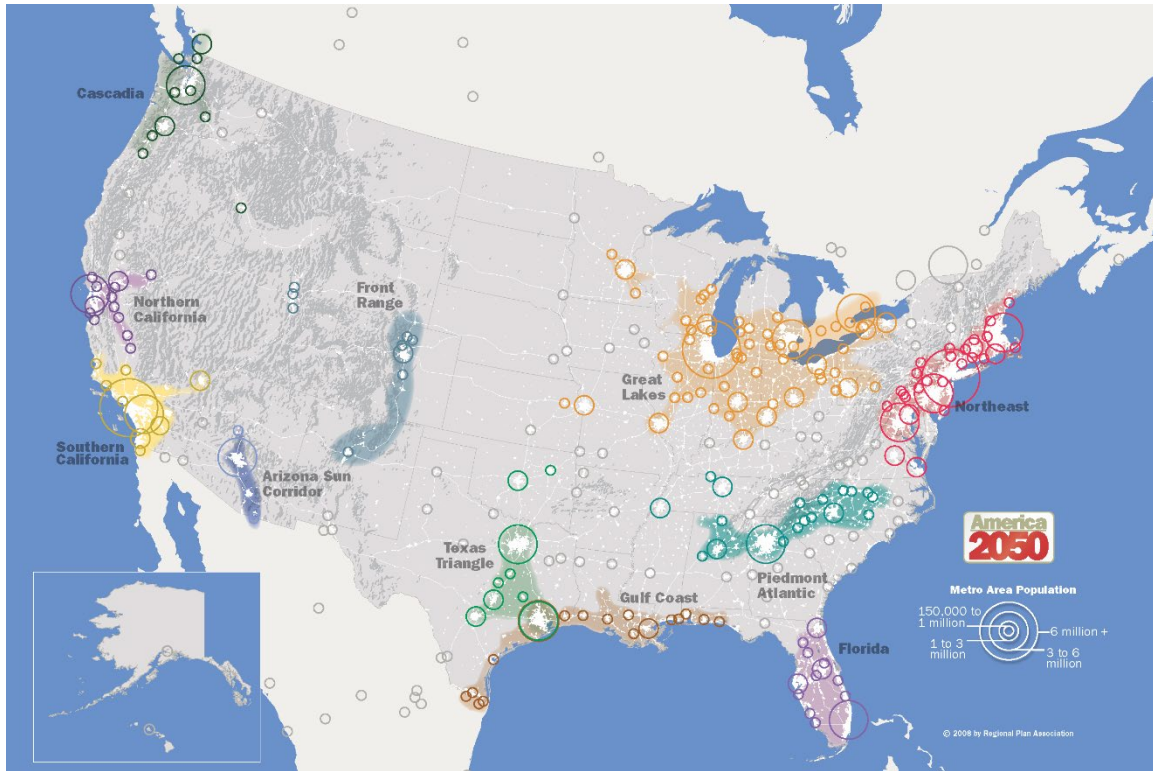 Cascadia
Northern
California
Front
Range
Great
Lakes
Northeast
Southern
California
Arizona Sun
Corridor
Texas
Triangle
Gulf Coast
Piedmont
Atlantic
Florida
America
2050
Metro Area Population
150,000 to
1 million
1 to 3
million
6 million +
3 to 6
million
© 2008 by Regional Plan Association